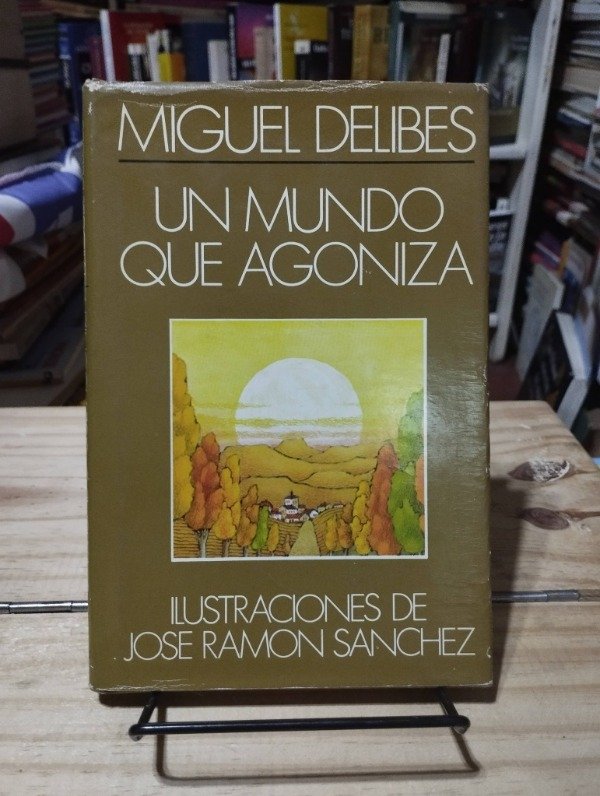 MIGUEL DELIBES
UN MUNDO
QUE AGONIZA
ILUSTRACIONES DE
JOSE RAMON SANCHEZ